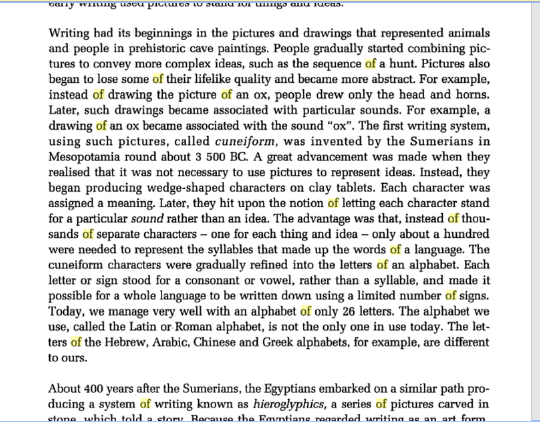 early writing used pictures to stand for things and ideas.
Writing had its beginnings in the pictures and drawings that represented animals
and people in prehistoric cave paintings. People gradually started combining pic-
tures to convey more complex ideas, such as the sequence of a hunt. Pictures also
began to lose some of their lifelike quality and became more abstract. For example,
instead of drawing the picture of an ox, people drew only the head and horns.
Later, such drawings became associated with particular sounds. For example, a
drawing of an ox became associated with the sound “ox”. The first writing system,
using such pictures, called cuneiform, was invented by the Sumerians in
Mesopotamia round about 3 500 BC. A great advancement was made when they
realised that it was not necessary to use pictures to represent ideas. Instead, they
began producing wedge-shaped characters on clay tablets. Each character was
assigned a meaning. Later, they hit upon the notion of letting each character stand
for a particular sound rather than an idea. The advantage was that, instead of thou-
sands of separate characters – one for each thing and idea – only about a hundred
were needed to represent the syllables that made up the words of a language. The
cuneiform characters were gradually refined into the letters of an alphabet. Each
letter or sign stood for a consonant or vowel, rather than a syllable, and made it
possible for a whole language to be written down using a limited number of signs.
Today, we manage very well with an alphabet of only 26 letters. The alphabet we
use, called the Latin or Roman alphabet, is not the only one in use today. The let-
ters of the Hebrew, Arabic, Chinese and Greek alphabets, for example, are different
to ours.
About 400 years after the Sumerians, the Egyptians embarked on a similar path pro-
ducing a system of writing known as hieroglyphics, a series of pictures carved in
stone, which told a story. Because the Egyptians regarded writing as an art form,